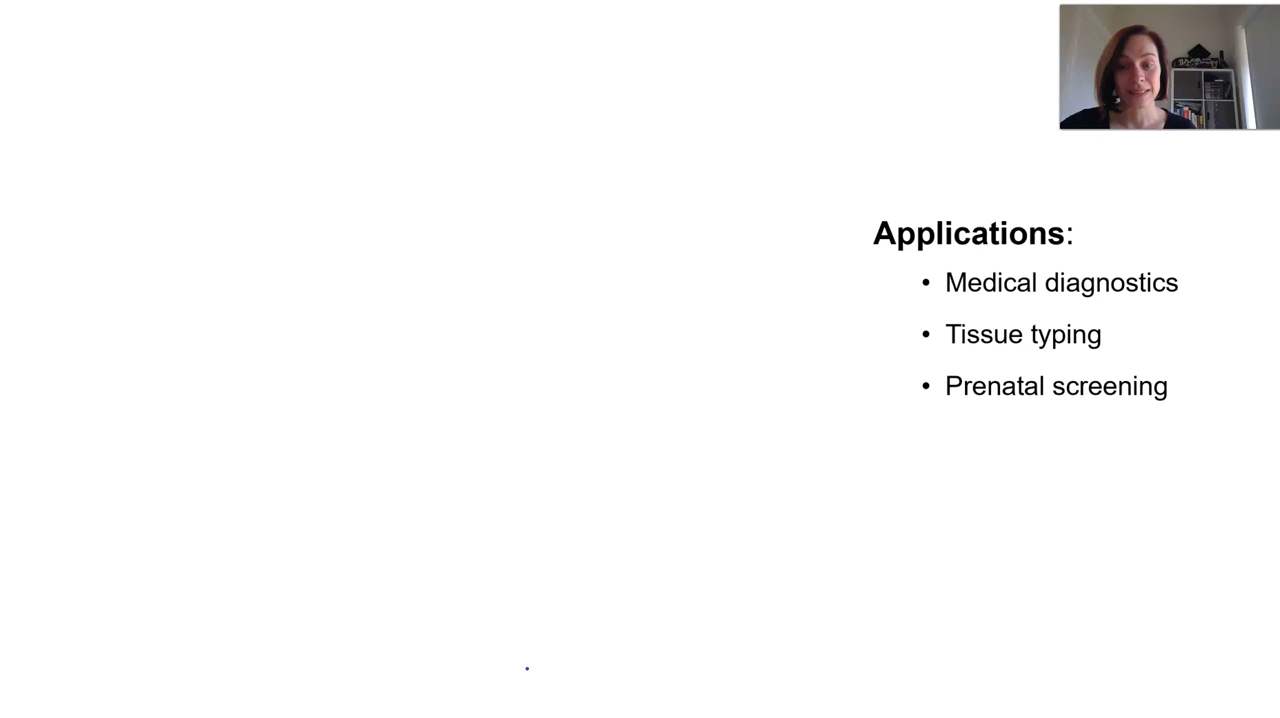 Applications:
• Medical diagnostics
• Tissue typing
• Prenatal screening